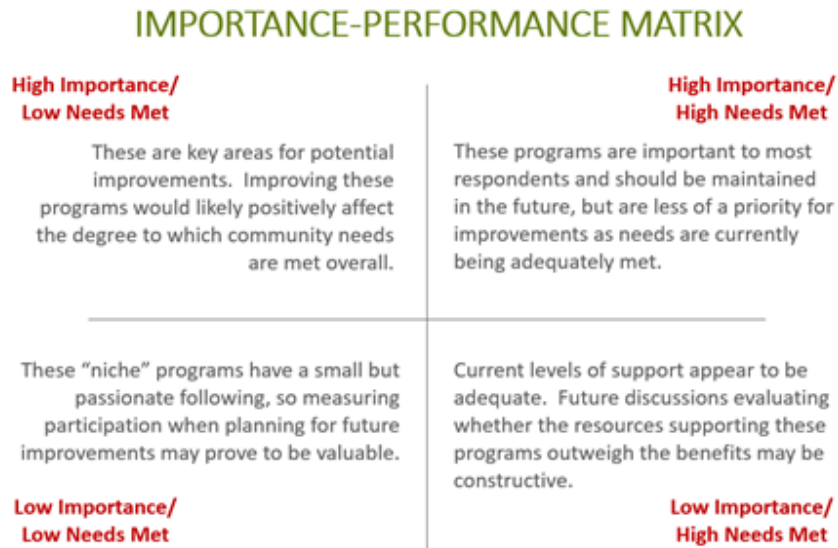 IMPORTANCE-PERFORMANCE MATRIX
High Importance/
Low Needs Met
These are key areas for potential
improvements.  Improving these
programs would likely positively affect
the degree to which community needs
are met overall.
High Importance/
High Needs Met
These programs are important to most
respondents and should be maintained
in the future, but are less of a priority for
improvements as needs are currently
being adequately met.
These “niche” programs have a small but
passionate following, so measuring
participation when planning for future
improvements may prove to be valuable.
Low Importance/
Low Needs Met
Current levels of support appear to be
adequate.  Future discussions evaluating
whether the resources supporting these
programs outweigh the benefits may be
constructive.
Low Importance/
High Needs Met